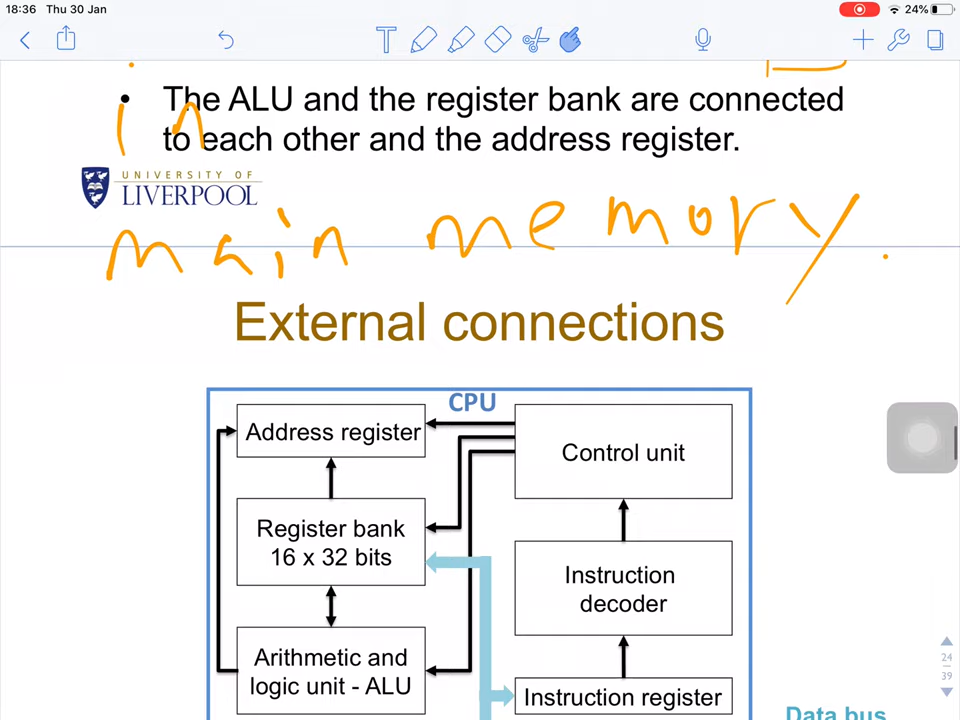 18:36 Thu 30 Jan 24%
T
• The ALU and the register bank are connected
to each other and the address register.
in
UNIVERSITY OF
LIVERPOOL
main memory.
External connections
CPU
Address register
Control unit
Register bank
16 x 32 bits
Instruction
decoder
Arithmetic and
logic unit - ALU
Instruction register
24
39
Data bus